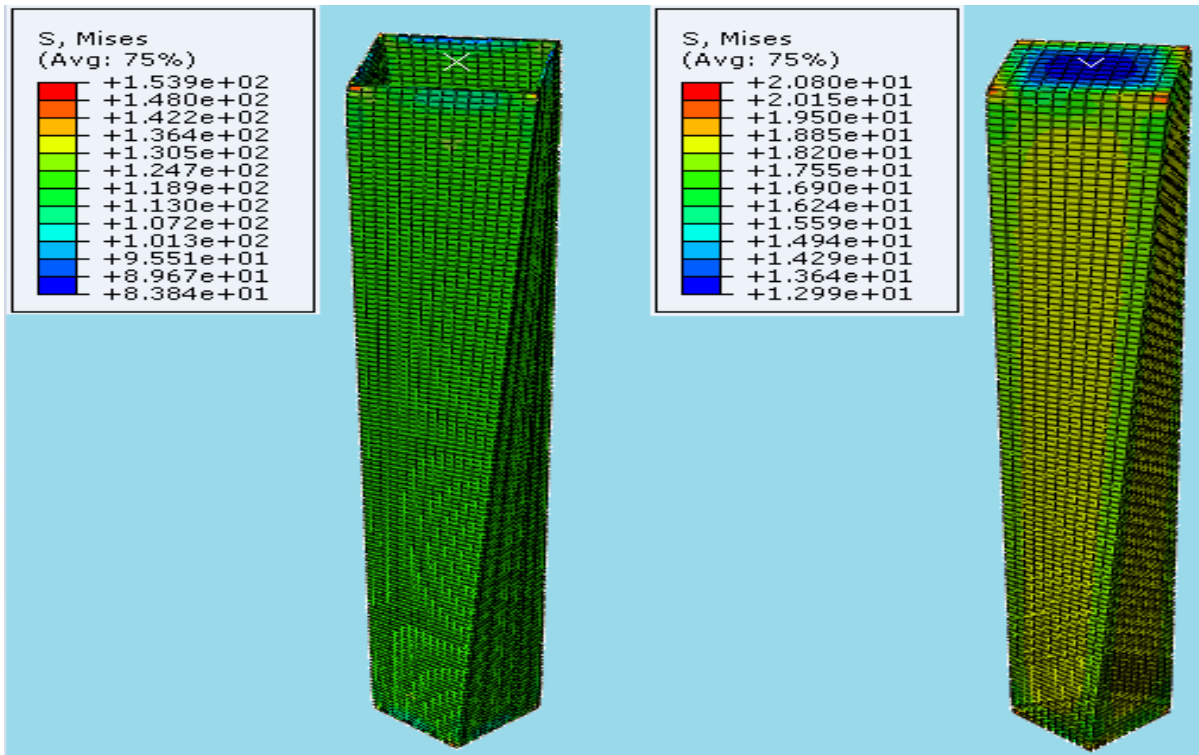 S, Mises
(Avg: 75%)
+1.539e+02
+1.480e+02
+1.422e+02
+1.364e+02
+1.305e+02
+1.247e+02
+1.189e+02
+1.130e+02
+1.072e+02
+1.013e+02
+9.551e+01
+8.967e+01
+8.384e+01
S, Mises
(Avg: 75%)
+2.080e+01
+2.015e+01
+1.950e+01
+1.885e+01
+1.820e+01
+1.755e+01
+1.690e+01
+1.624e+01
+1.559e+01
+1.494e+01
+1.429e+01
+1.364e+01
+1.299e+01